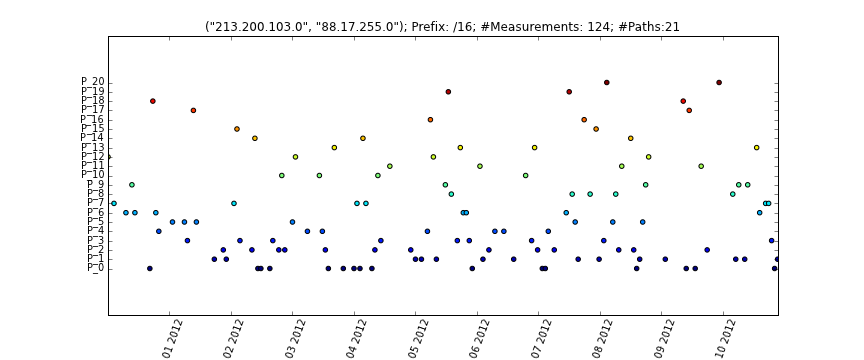 ("213.200.103.0", "88.17.255.0"); Prefix: /16; #Measurements: 124; #Paths:21
P_20
P_19
P_18
P_17
P_16
P_15
P_14
P_13
P_12
P_11
P_10
P_9
P_8
P_7
P_6
P_5
P_4
P_3
P_2
P_1
P_0
01 2012
02 2012
03 2012
04 2012
05 2012
06 2012
07 2012
08 2012
09 2012
10 2012